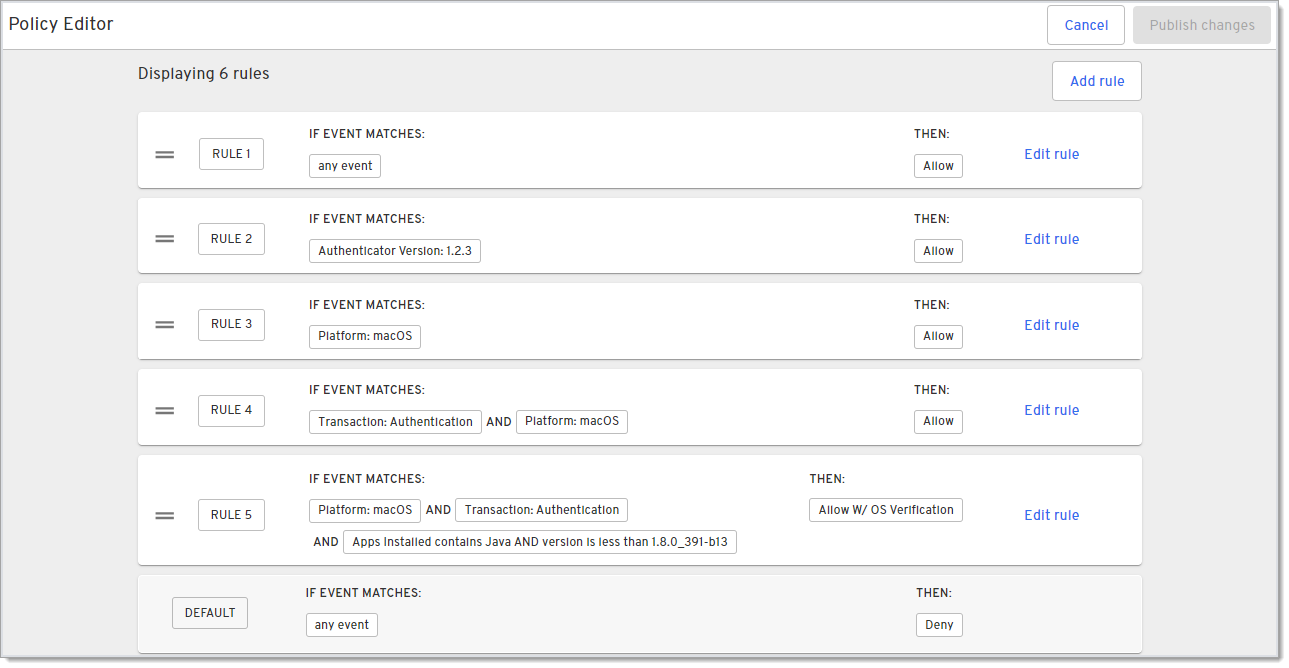 Policy Editor
Cancel
Publish changes
Displaying 6 rules
Add rule
RULE 1
IF EVENT MATCHES:
any event
THEN:
Allow
Edit rule
RULE 2
IF EVENT MATCHES:
Authenticator Version: 1.2.3
THEN:
Allow
Edit rule
RULE 3
IF EVENT MATCHES:
Platform: macOS
THEN:
Allow
Edit rule
RULE 4
IF EVENT MATCHES:
Transaction: Authentication AND Platform: macOS
THEN:
Allow
Edit rule
RULE 5
IF EVENT MATCHES:
Platform: macOS AND Transaction: Authentication
AND Apps Installed contains Java AND version is less than 1.8.0_391-b13
THEN:
Allow W/ OS Verification
Edit rule
DEFAULT
IF EVENT MATCHES:
any event
THEN:
Deny